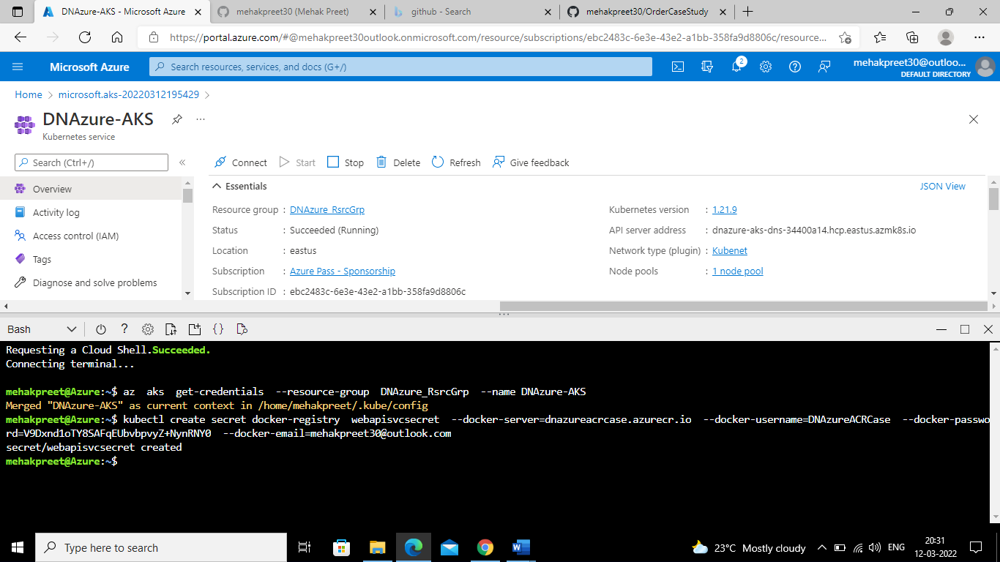 DNAzure-AKS - Microsoft Azure
mehakpreet30 (Mehak Preet)
github - Search
mehakpreet30/OrderCaseStudy
https://portal.azure.com/#@mehakpreet30outlook.onmicrosoft.com/resource/subscriptions/ebc2483c-6e3e-43e2-a1bb-358fa9d8806c/resource...
Microsoft Azure
Search resources, services, and docs (G+/)
2
mehakpreet30@outloo...
DEFAULT DIRECTORY
Home > microsoft.aks-20220312195429 >
DNAzure-AKS
Kubernetes service
Search (Ctrl+/)
Connect Start Stop Delete Refresh Give feedback
Overview
Activity log
Access control (IAM)
Tags
Diagnose and solve problems
Essentials
JSON View
Resource group : DNAzure_RsrcGrp
Status : Succeeded (Running)
Location : eastus
Subscription : Azure Pass - Sponsorship
Subscription ID : ebc2483c-6e3e-43e2-a1bb-358fa9d8806c
Kubernetes version : 1.21.9
API server address : dnazure-aks-dns-34400a14.hcp.eastus.azmk8s.io
Network type (plugin) : Kubenet
Node pools : 1 node pool
Bash
Requesting a Cloud Shell.Succeeded.
Connecting terminal...
mehakpreet@Azure:~$ az aks get-credentials --resource-group DNAzure_RsrcGrp --name DNAzure-AKS
Merged "DNAzure-AKS" as current context in /home/mehakpreet/.kube/config
mehakpreet@Azure:~$ kubectl create secret docker-registry webapisvcsecret --docker-server=dnazureacrcase.azurecr.io --docker-username=DNAzureACRCase --docker-passwo
rd=V9Dxnd1oTY8SAFqEUbvbpvyZ+NynRNY0 --docker-email=mehakpreet30@outlook.com
secret/webapisvcsecret created
mehakpreet@Azure:~$
Type here to search
23°C Mostly cloudy
ENG
20:31
12-03-2022